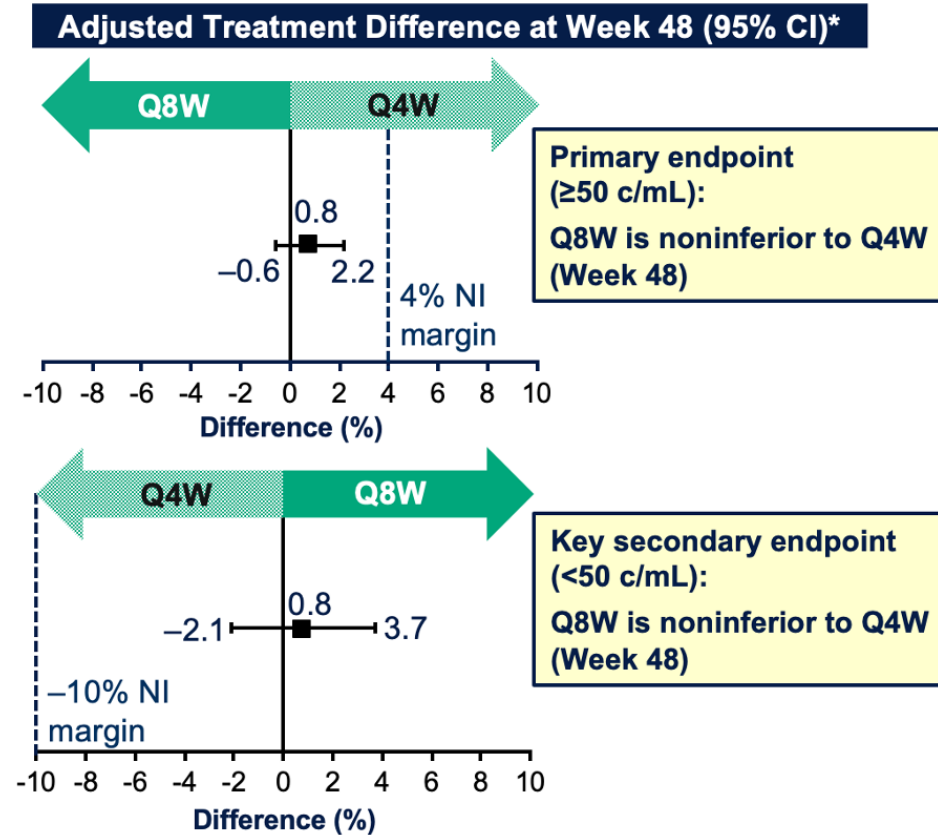 Adjusted Treatment Difference at Week 48 (95% CI)*
Q8W
Q4W
0.8
–0.6
2.2
4% NI
margin
-10 -8 -6 -4 -2 0 2 4 6 8 10
Difference (%)
Primary endpoint
(≥50 c/mL):
Q8W is noninferior to Q4W
(Week 48)
Q4W
Q8W
0.8
–2.1
3.7
–10% NI
margin
-10 -8 -6 -4 -2 0 2 4 6 8 10
Difference (%)
Key secondary endpoint
(<50 c/mL):
Q8W is noninferior to Q4W
(Week 48)